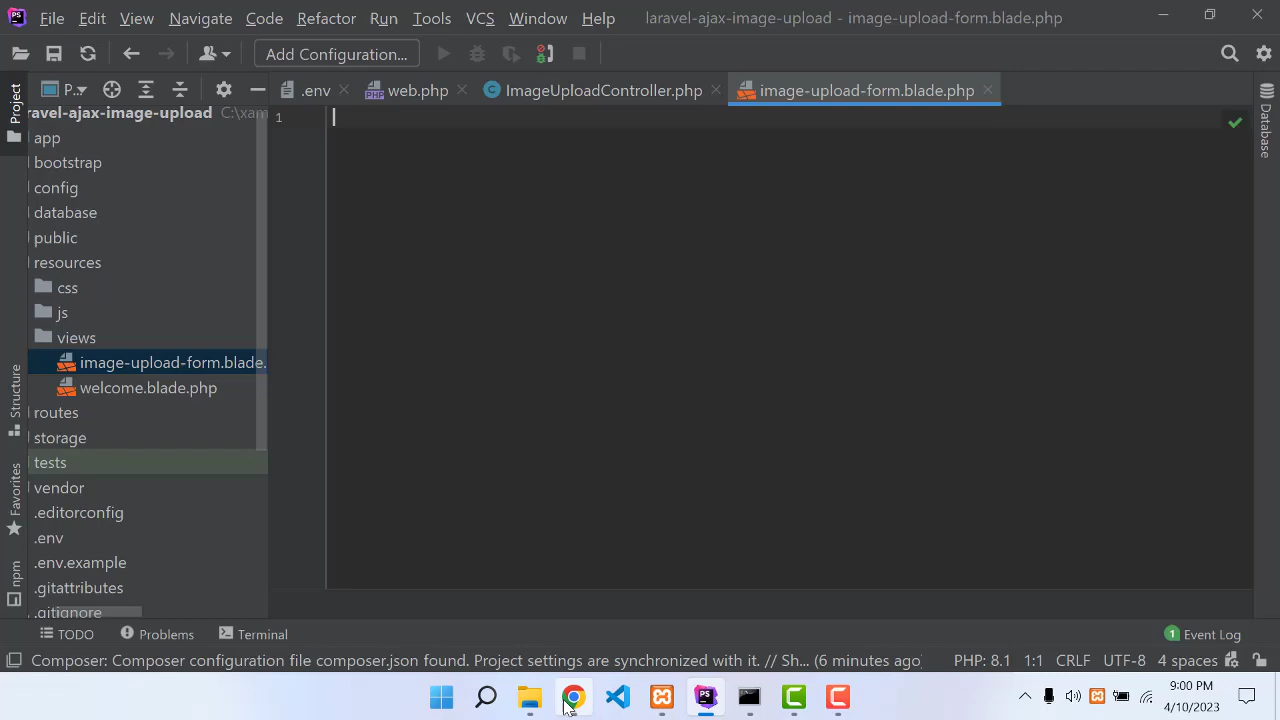 PS File Edit View Navigate Code Refactor Run Tools VCS Window Help laravel-ajax-image-upload - image-upload-form.blade.php
Add Configuration...
P... .env PHP web.php C ImageUploadController.php image-upload-form.blade.php
Project
ravel-ajax-image-upload C:\xam
app
bootstrap
config
database
public
resources
css
js
views
image-upload-form.blade.
welcome.blade.php
routes
storage
tests
vendor
.editorconfig
.env
.env.example
.gitattributes
.gitignore
1
Database
Structure
Favorites
npm
TODO Problems Terminal 1 Event Log
Composer: Composer configuration file composer.json found. Project settings are synchronized with it. // Sh... (6 minutes ago) PHP: 8.1 1:1 CRLF UTF-8 4 spaces
PS 9:00 PM
4/10/2023